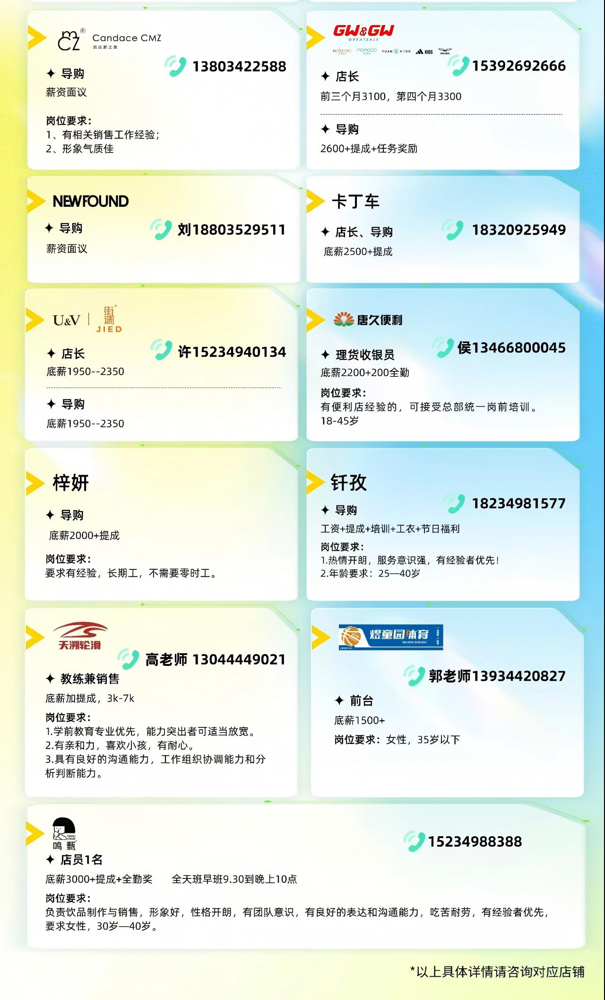 mCZ®
Candace CMZ
凯达斯之美
13803422588
导购
薪资面议
岗位要求：
1、有相关销售工作经验；
2、形象气质佳
GW&GW
GREATSALE
HOSTOYO
MOMOCO
YUAN KIDS
KIDS
15392692666
店长
前三个月3100，第四个月3300
导购
2600+提成+任务奖励
NEWFOUND
导购
刘18803529511
薪资面议
卡丁车
店长、导购
18320925949
底薪2500+提成
U&V
街调
JIED
许15234940134
店长
底薪1950--2350
导购
底薪1950--2350
唐久便利
侯13466800045
理货收银员
底薪2200+200全勤
岗位要求：
有便利店经验的，可接受总部统一岗前培训。
18-45岁
梓妍
导购
底薪2000+提成
岗位要求：
要求有经验，长期工，不需要零时工。
钎孜
18234981577
导购
工资+提成+培训+工衣+节日福利
岗位要求：
1.热情开朗，服务意识强，有经验者优先！
2.年龄要求：25—40岁
天溯轮滑
高老师 13044449021
教练兼销售
底薪加提成，3k-7k
岗位要求：
1.学前教育专业优先，能力突出者可适当放宽。
2.有亲和力，喜欢小孩，有耐心。
3.具有良好的沟通能力，工作组织协调能力和分
析判断能力。
煜童园体育
BELIEVE ONESELF
郭老师13934420827
前台
底薪1500+
岗位要求：女性，35岁以下
YIKOU
CHUN
鸣 甄
15234988388
店员1名
底薪3000+提成+全勤奖 全天班早班9.30到晚上10点
岗位要求：
负责饮品制作与销售，形象好，性格开朗，有团队意识，有良好的表达和沟通能力，吃苦耐劳，有经验者优先，
要求女性，30岁—40岁。
*以上具体详情请咨询对应店铺